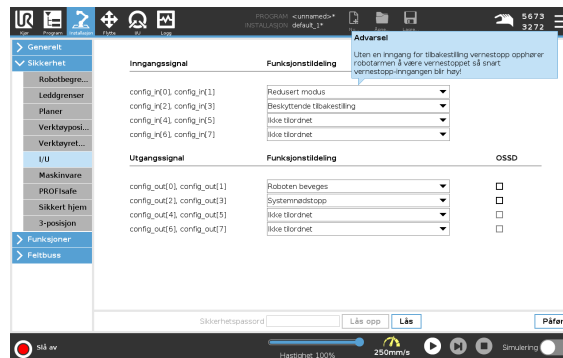 PROGRAM <unnamed>*
INSTALLASJON default_1*
5673
3272
Kjør Program Installasjon Flytte I/U Logg
Advarsel
Uten en inngang for tilbakestilling vernestopp opphører
robotarmen å være vernestoppet så snart
vernestopp-inngangen blir høy!
Generelt
Sikkerhet
Robotbegre...
Leddgrenser
Planer
Verktøyposi...
Verktøyret...
I/U
Maskinvare
PROFIsafe
Sikkert hjem
3-posisjon
Funksjoner
Feltbuss
Inngangssignal Funksjonstildeling
config_in[0], config_in[1] Redusert modus
config_in[2], config_in[3] Beskyttende tilbakestilling
config_in[4], config_in[5] Ikke tilordnet
config_in[6], config_in[7] Ikke tilordnet
Utgangssignal Funksjonstildeling OSSD
config_out[0], config_out[1] Roboten beveges
config_out[2], config_out[3] Systemnødstopp
config_out[4], config_out[5] Ikke tilordnet
config_out[6], config_out[7] Ikke tilordnet
Sikkerhetspassord Lås opp Lås Påfør
Slå av
Hastighet 100%
250mm/s
Simulering